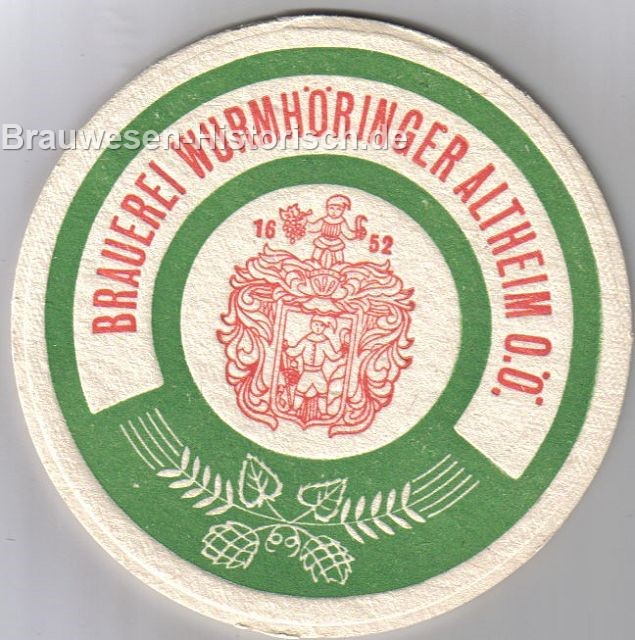 BRAUEREI WURMHÖRINGER ALTHEIM O.Ö.
Brauwesen-Historisch.de
16 52